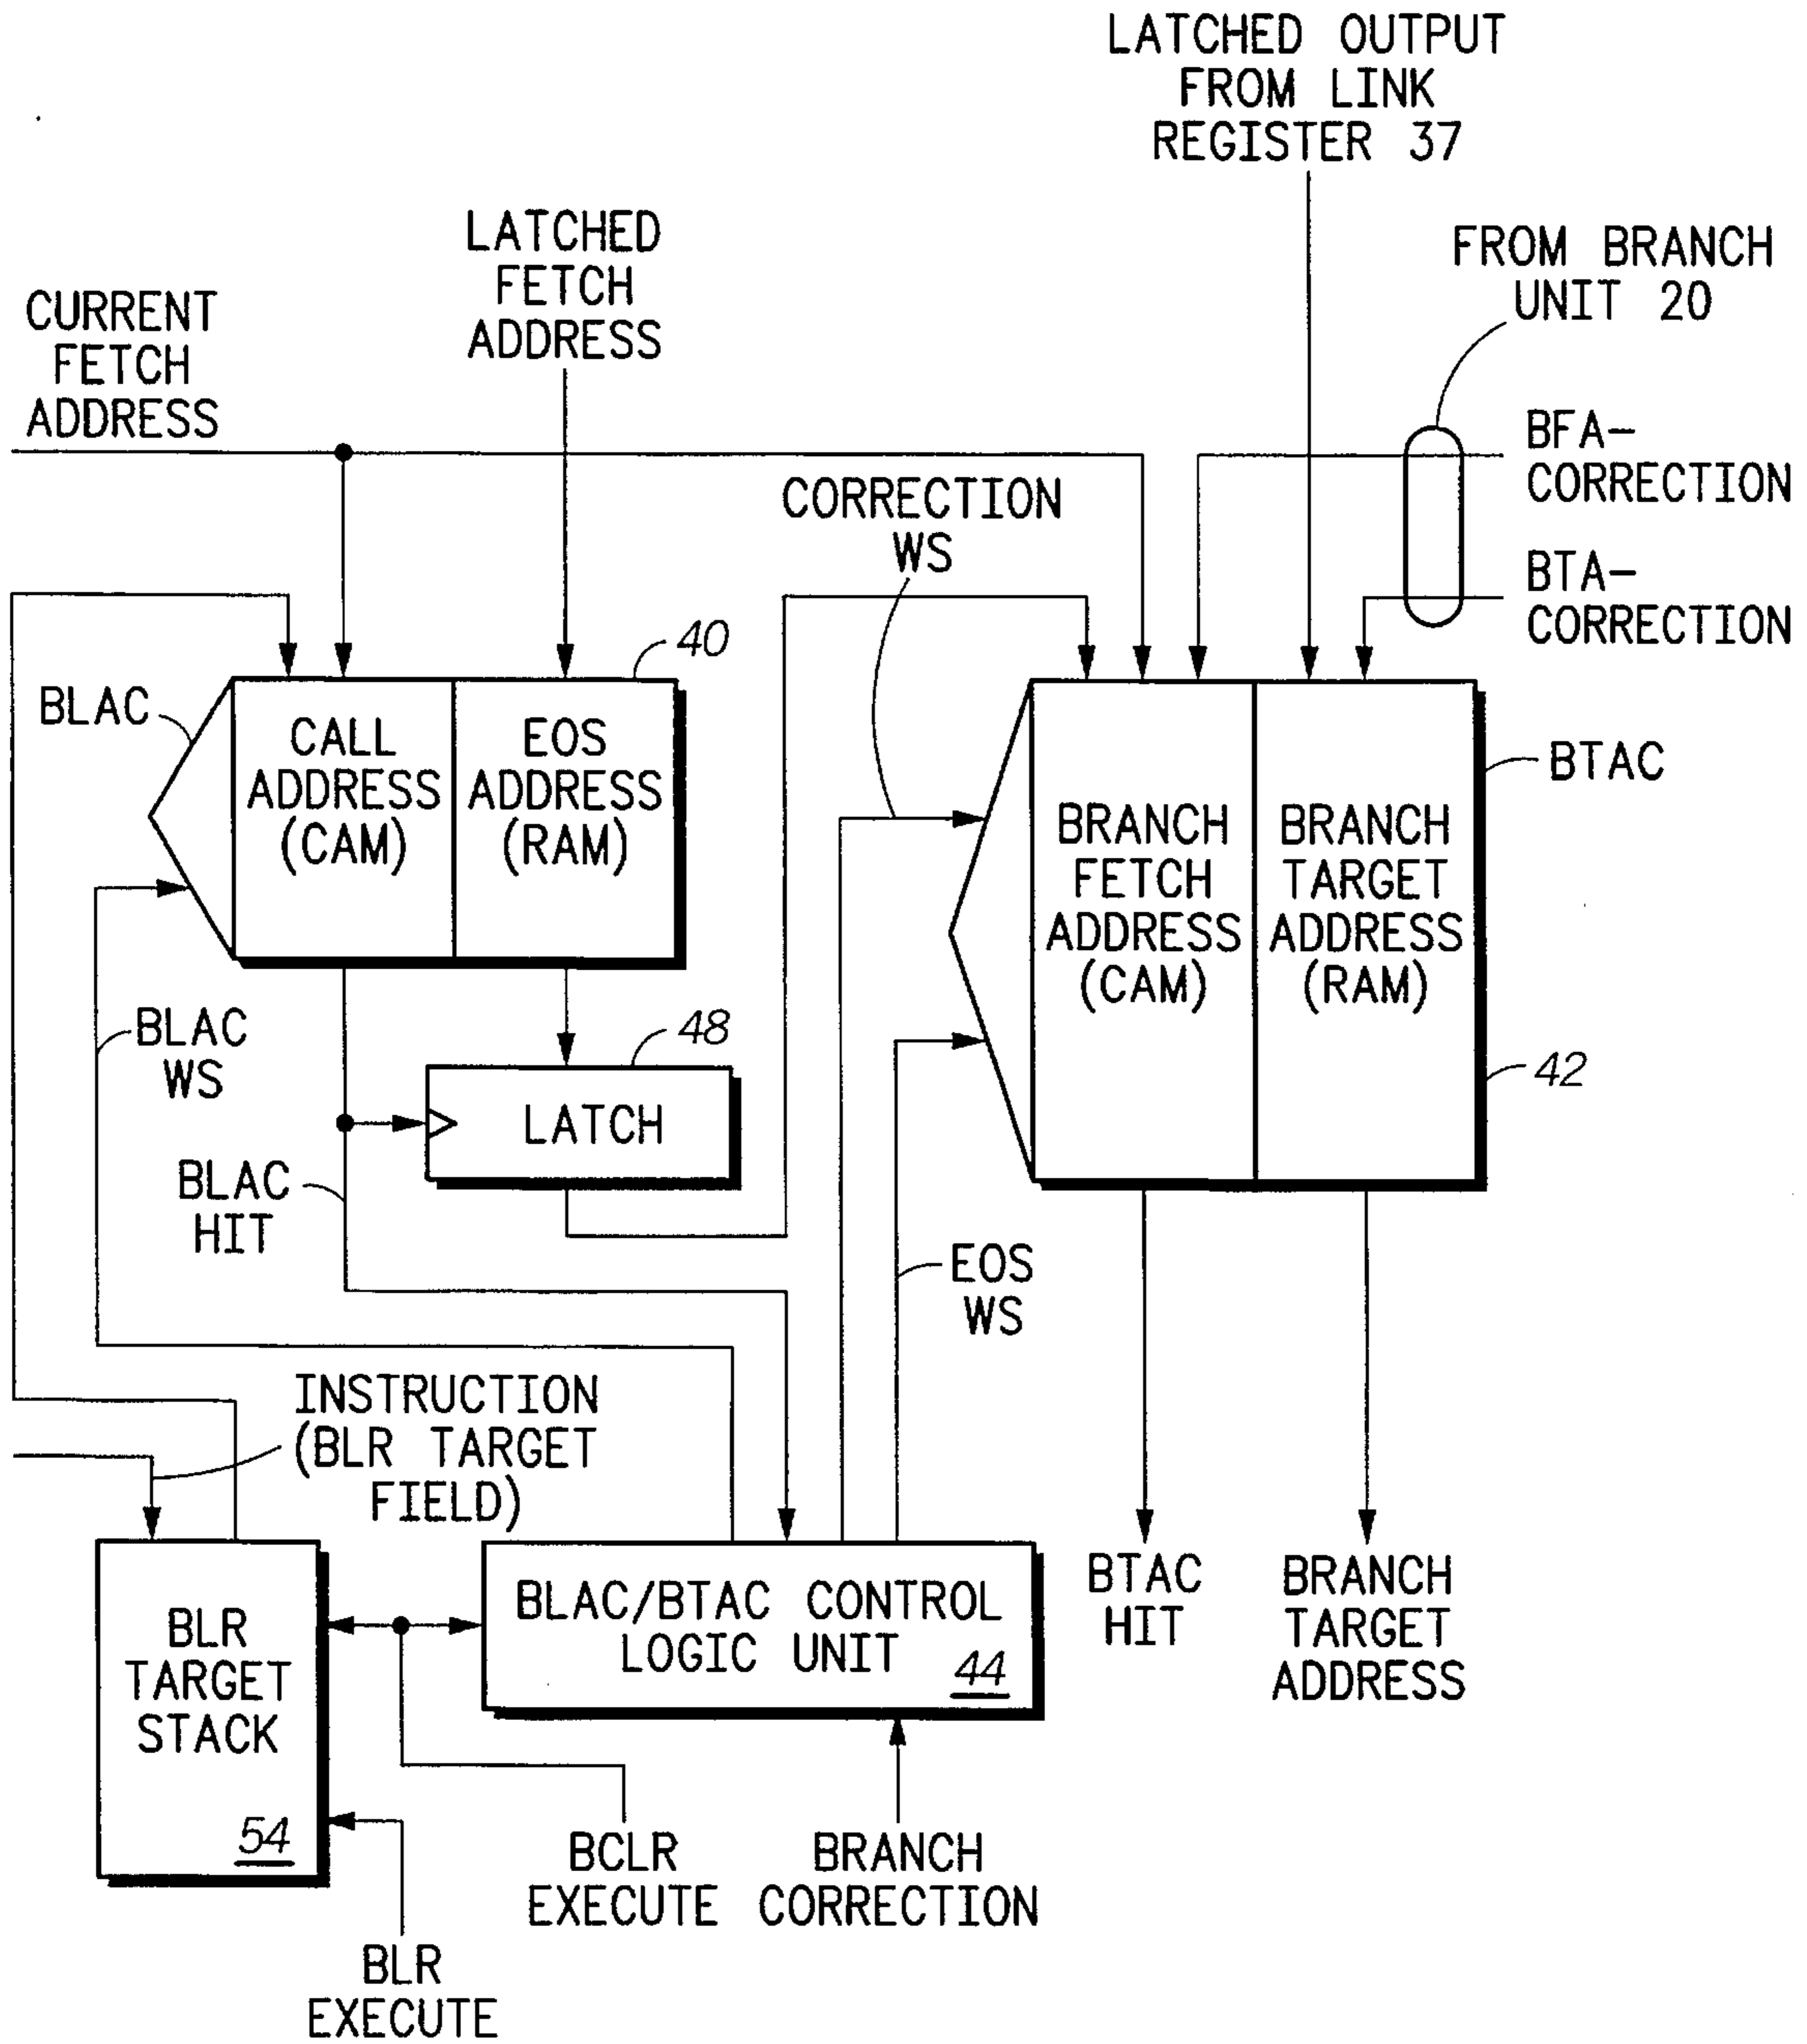 LATCHED OUTPUT
FROM LINK
REGISTER 37
LATCHED
FETCH
ADDRESS
FROM BRANCH
UNIT 20
CURRENT
FETCH
ADDRESS
BFA-
CORRECTION
CORRECTION
WS
BTA-
CORRECTION
40
BLAC
CALL
ADDRESS
(CAM)
EOS
ADDRESS
(RAM)
BTAC
BRANCH
FETCH
ADDRESS
(CAM)
BRANCH
TARGET
ADDRESS
(RAM)
BLAC
WS
48
42
LATCH
BLAC
HIT
EOS
WS
INSTRUCTION
(BLR TARGET
FIELD)
BLR
TARGET
STACK
54
BLAC/BTAC CONTROL
LOGIC UNIT
44
BTAC
HIT
BRANCH
TARGET
ADDRESS
BCLR
EXECUTE
BRANCH
CORRECTION
BLR
EXECUTE